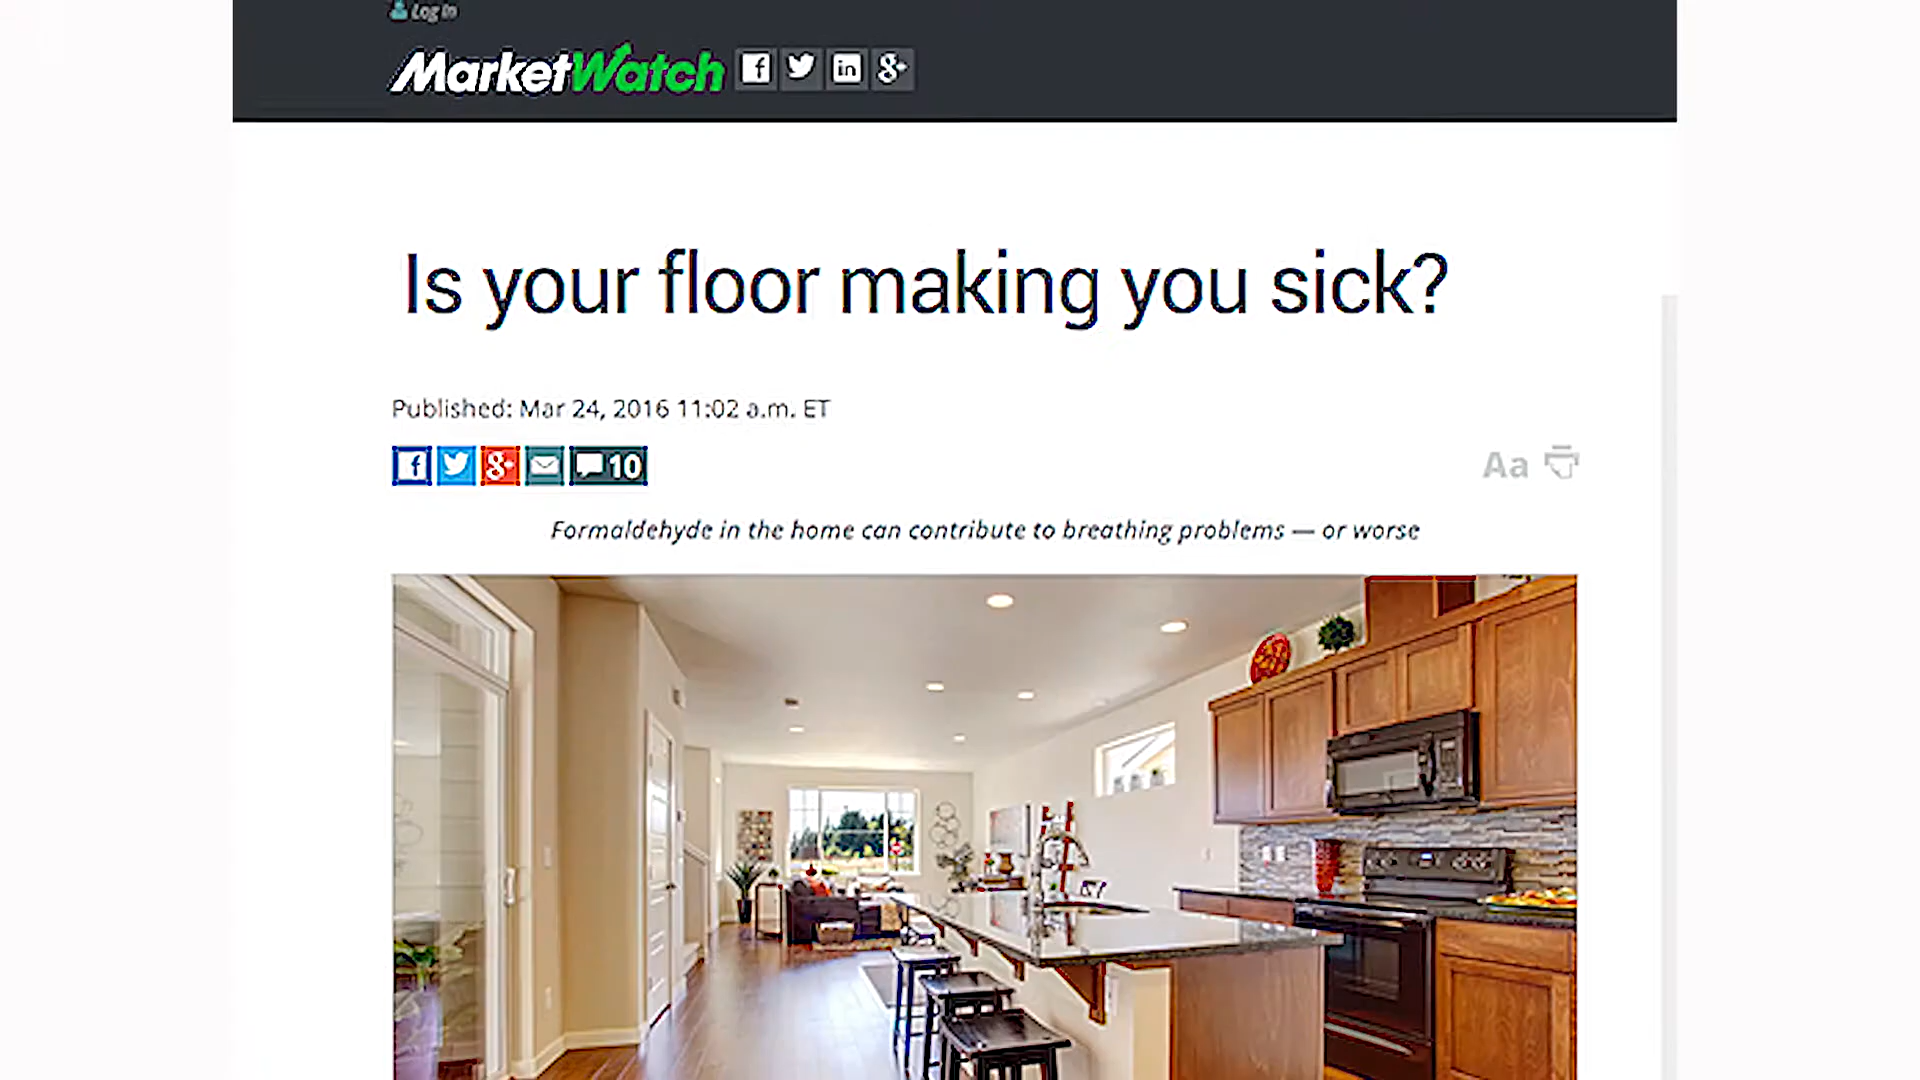 Log In
MarketWatch
Is your floor making you sick?
Published: Mar 24, 2016 11:02 a.m. ET
10
Aa
Formaldehyde in the home can contribute to breathing problems — or worse